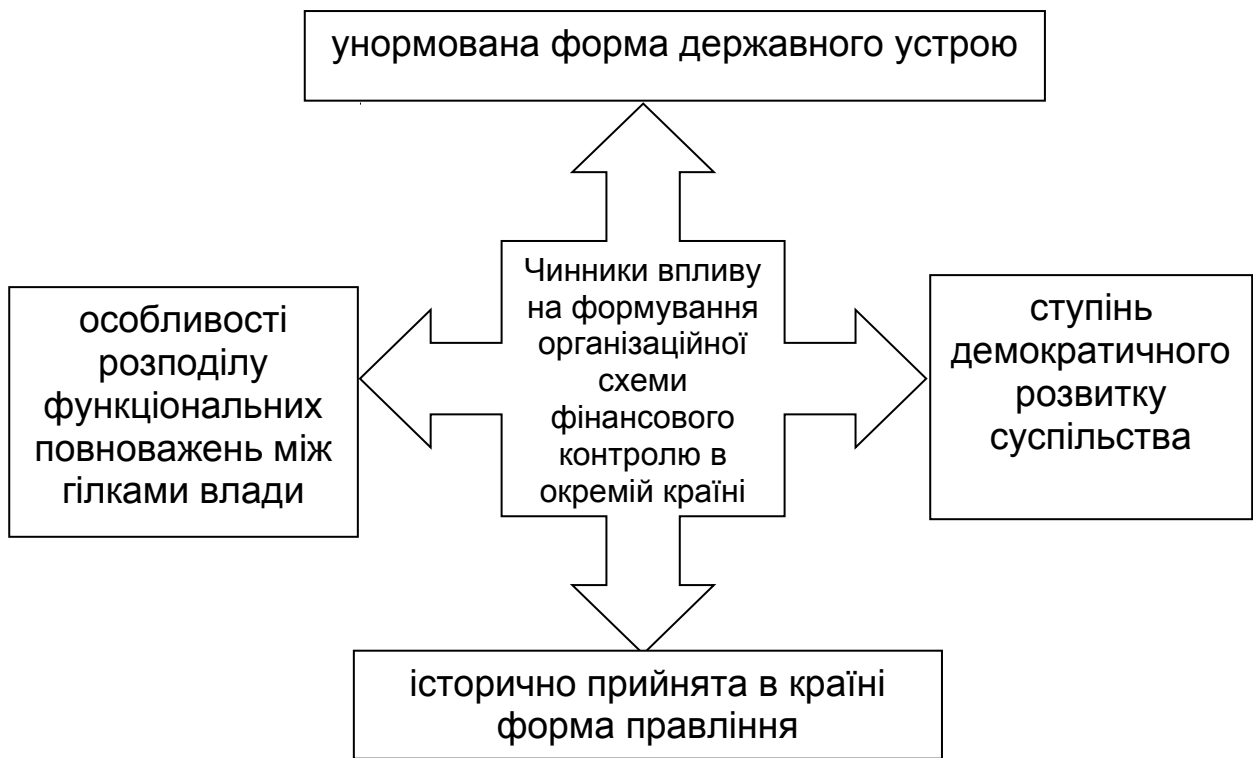 унормована форма державного устрою
Чинники впливу
на формування
організаційної
схеми
фінансового
контролю в
окремій країні
особливості
розподілу
функціональних
повноважень між
гілками влади
ступінь
демократичного
розвитку
суспільства
історично прийнята в країні
форма правління